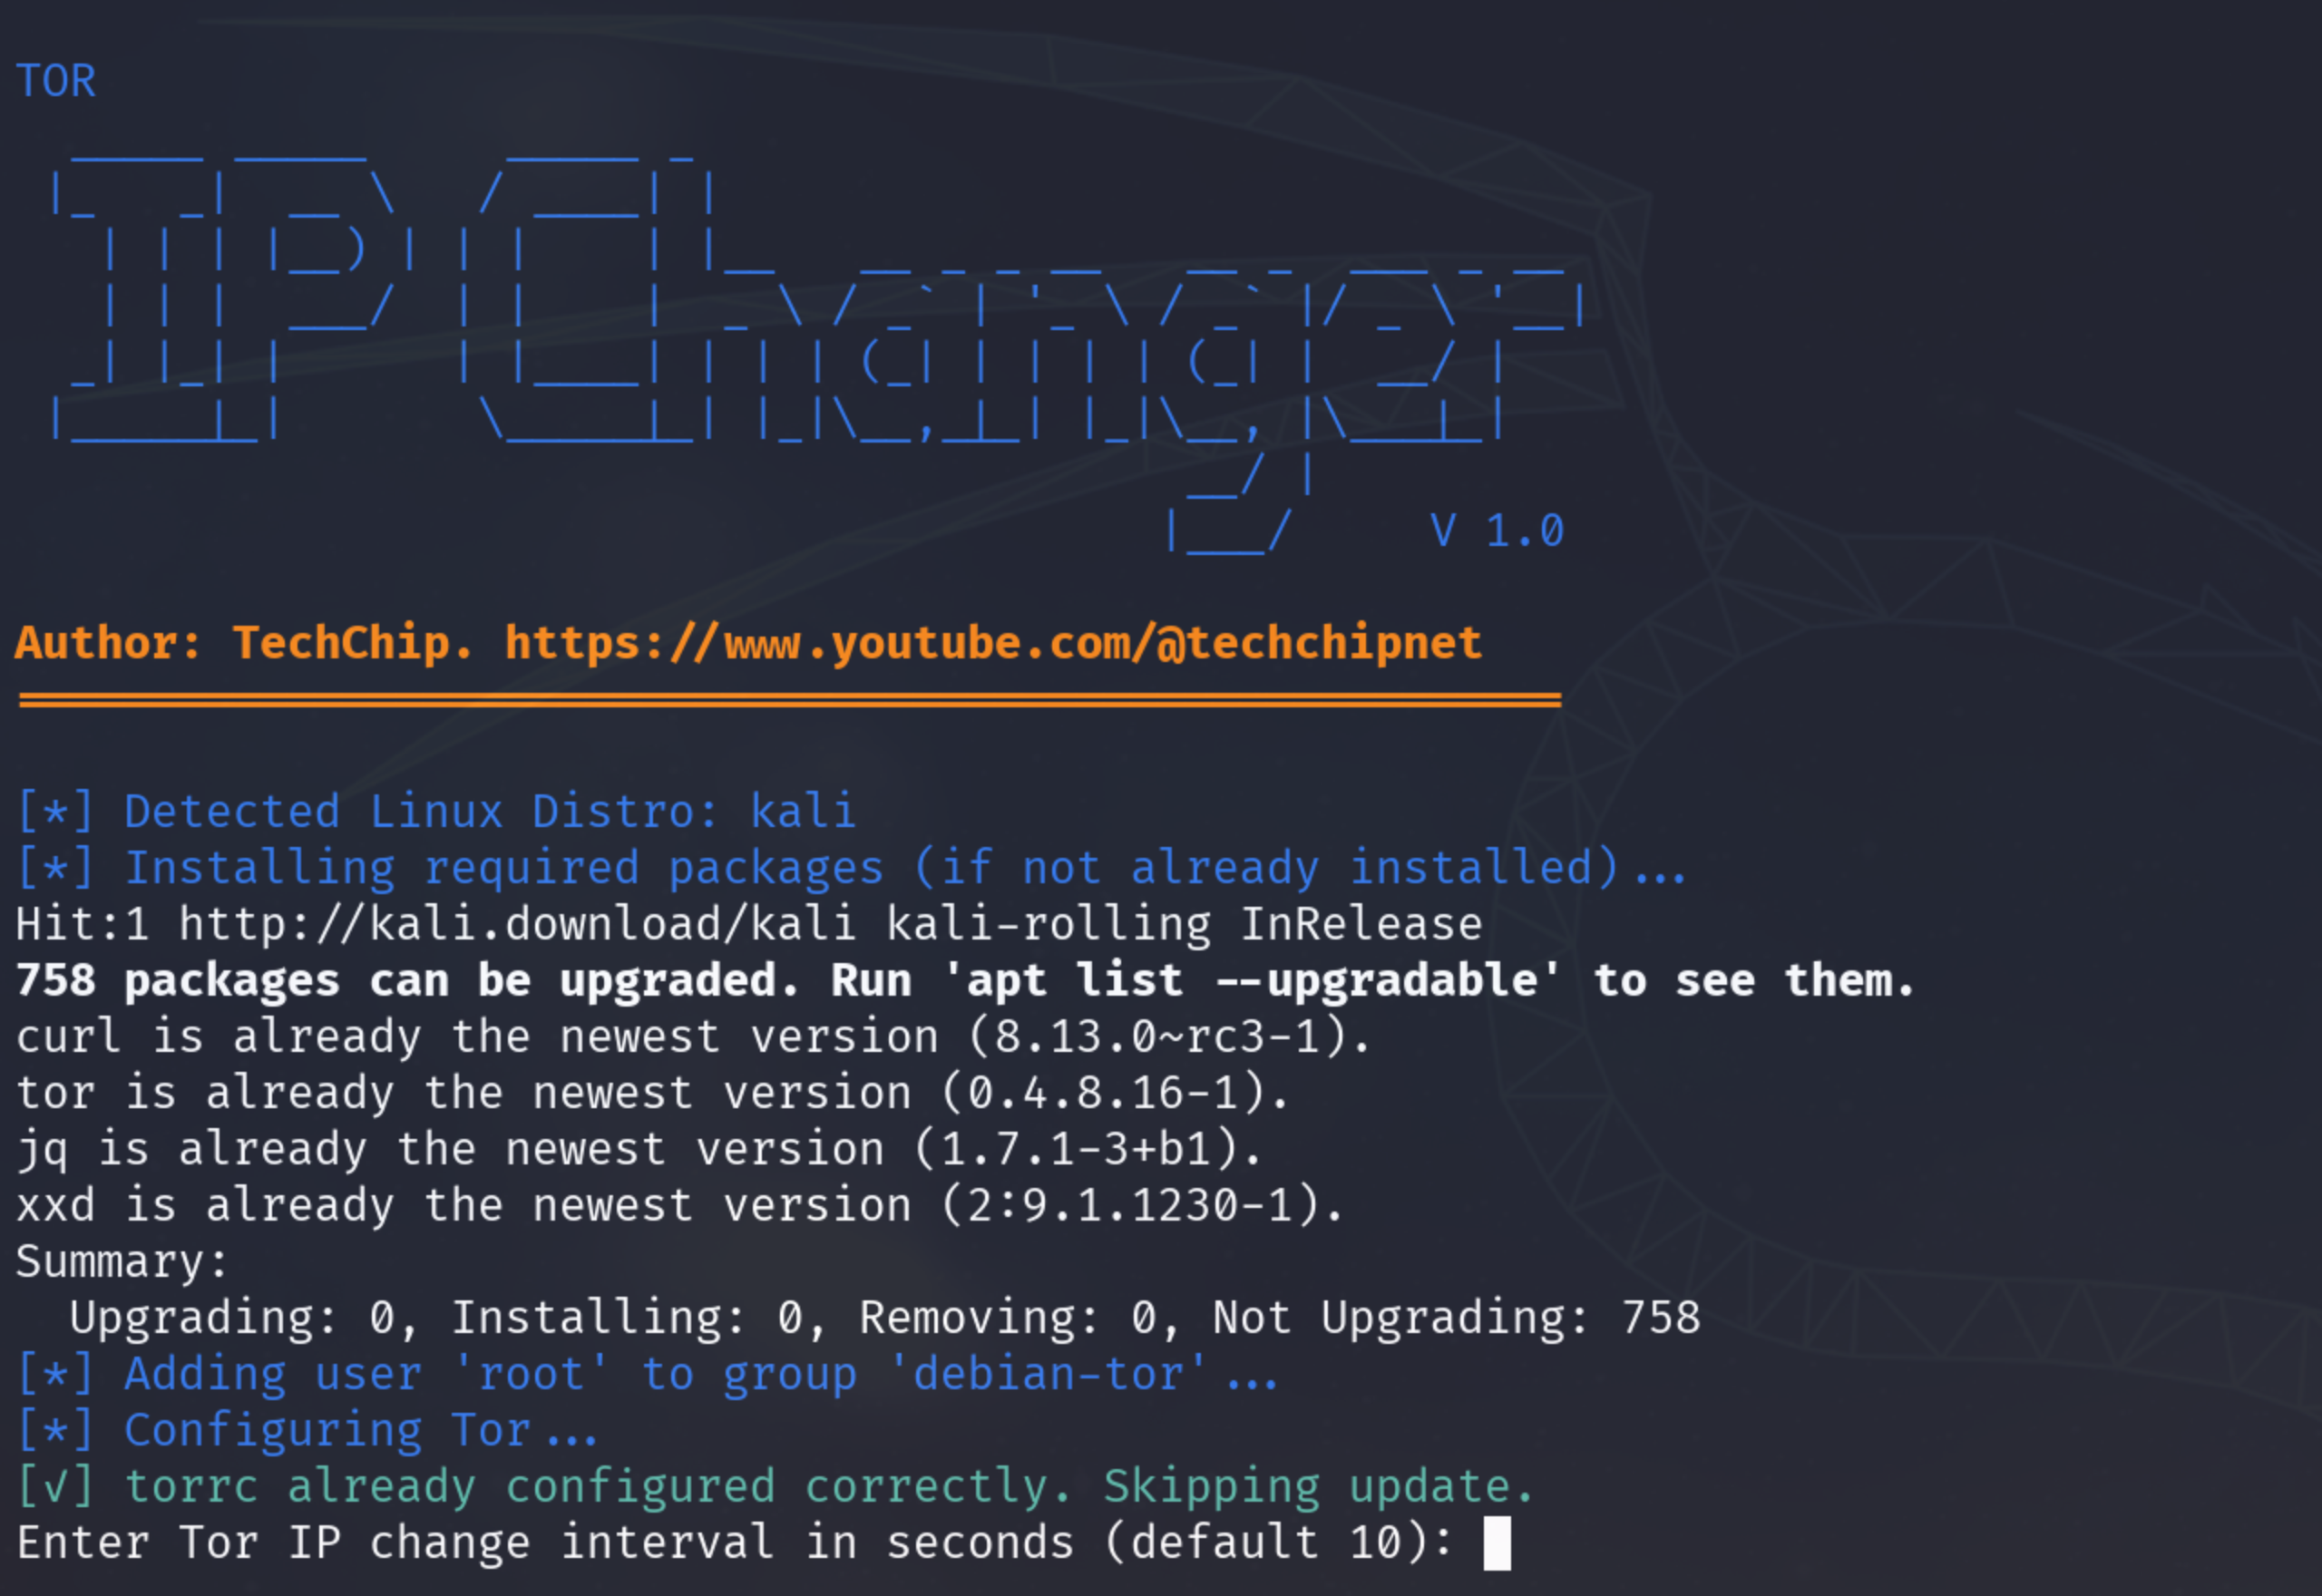 TOR
IP Changer
V 1.0
Author: TechChip. https://www.youtube.com/@techchipnet
[*] Detected Linux Distro: kali
[*] Installing required packages (if not already installed)...
Hit:1 http://kali.download/kali kali-rolling InRelease
758 packages can be upgraded. Run 'apt list --upgradable' to see them.
curl is already the newest version (8.13.0~rc3-1).
tor is already the newest version (0.4.8.16-1).
jq is already the newest version (1.7.1-3+b1).
xxd is already the newest version (2:9.1.1230-1).
Summary:
  Upgrading: 0, Installing: 0, Removing: 0, Not Upgrading: 758
[*] Adding user 'root' to group 'debian-tor'...
[*] Configuring Tor...
[√] torrc already configured correctly. Skipping update.
Enter Tor IP change interval in seconds (default 10):